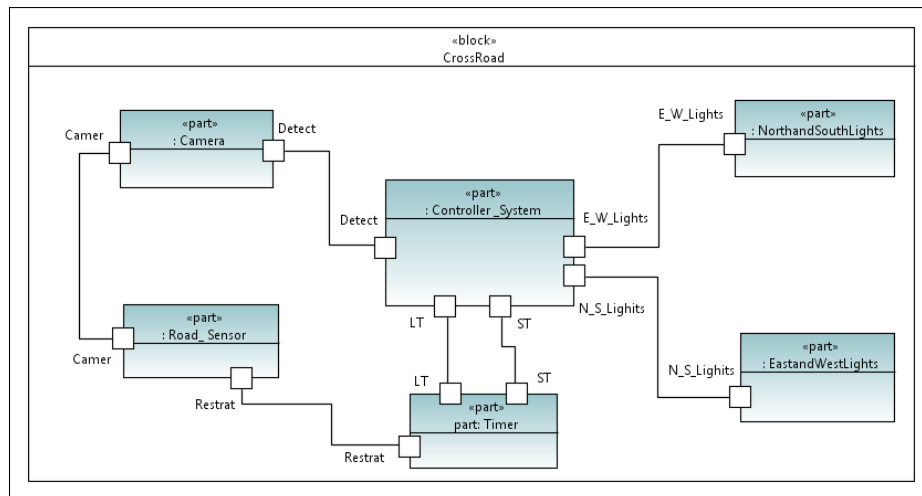 «block»
CrossRoad
«part»
: Camera
Camer
Detect
«part»
: NorthandSouthLights
E_W_Lights
«part»
: Controller _System
Detect
E_W_Lights
N_S_Lighits
LT
ST
«part»
: Road_ Sensor
Camer
Restrat
«part»
: EastandWestLights
N_S_Lighits
LT
ST
«part»
part: Timer
Restrat